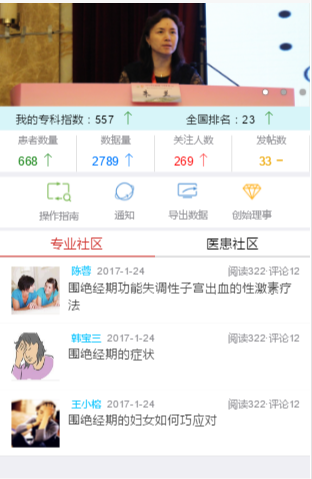 我的专科指数：557 ↑ 全国排名：23 ↑
患者数量 数据量 关注人数 发帖数
668 ↑ 2789 ↑ 269 ↑ 33 −
操作指南 通知 导出数据 创始理事
专业社区 医患社区
陈蓉 2017-1-24 阅读322·评论12
围绝经期功能失调性子宫出血的性激素疗
法
韩宝三 2017-1-24 阅读322·评论12
围绝经期的症状
王小榕 2017-1-24 阅读322·评论12
围绝经期的妇女如何巧应对